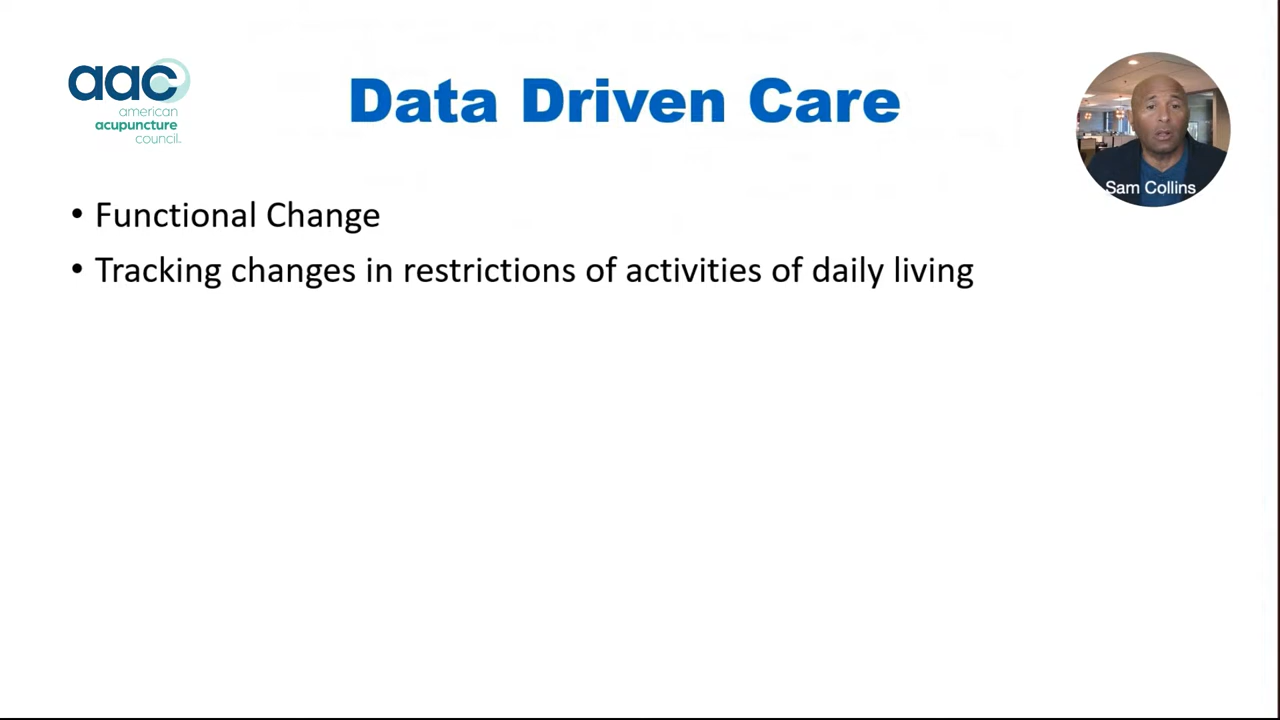 aac
american
acupuncture
council
Data Driven Care
Sam Collins
• Functional Change
• Tracking changes in restrictions of activities of daily living